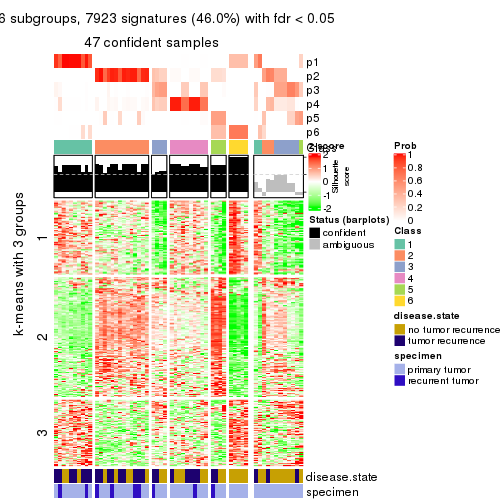 6 subgroups, 7923 signatures (46.0%) with fdr < 0.05
47 confident samples
p1
p2
p3
p4
p5
p6
Class
z-score
2
1
0
-1
-2
Silhouette
score
Prob
1
0.8
0.6
0.4
0.2
0
Status (barplots)
confident
ambiguous
Class
1
2
3
4
5
6
disease.state
no tumor recurrence
tumor recurrence
specimen
primary tumor
recurrent tumor
k-means with 3 groups
1
2
3
disease.state
specimen